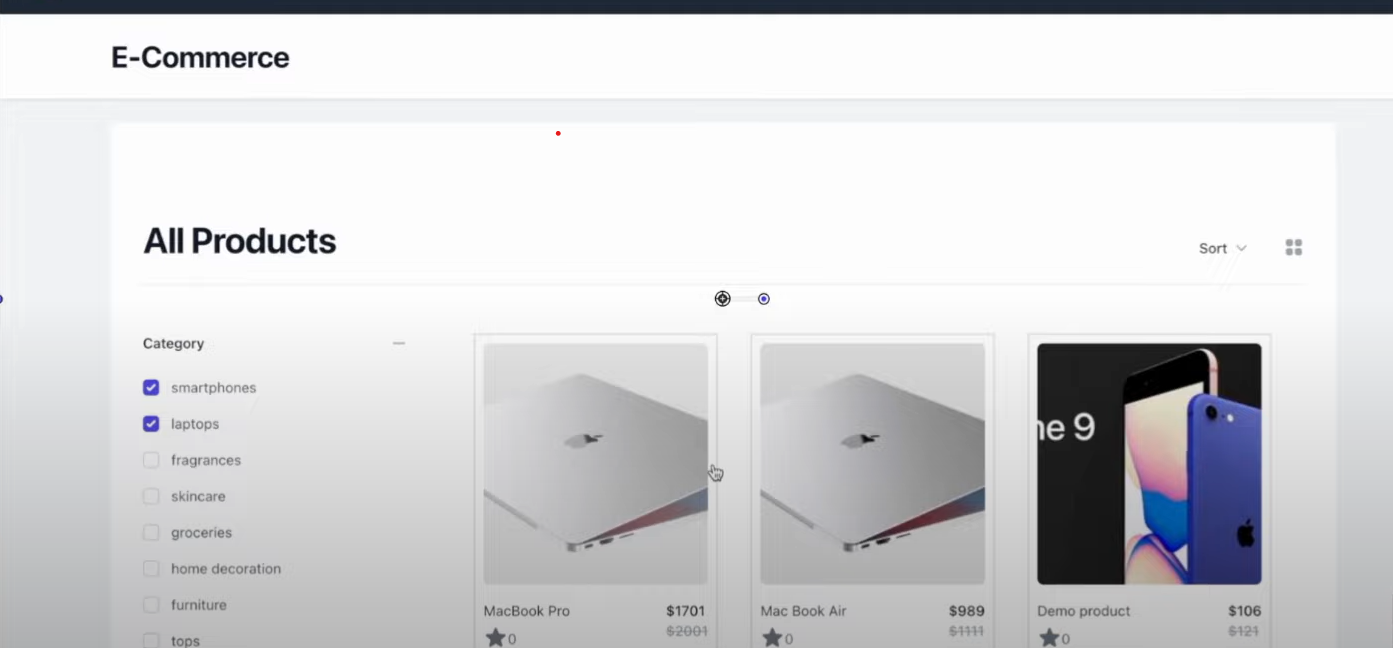 E-Commerce
All Products
Sort
Category
smartphones
laptops
fragrances
skincare
groceries
home decoration
furniture
tops
ne 9
MacBook Pro $1701
0 $2001
Mac Book Air $989
0 $1111
Demo product $106
0 $121